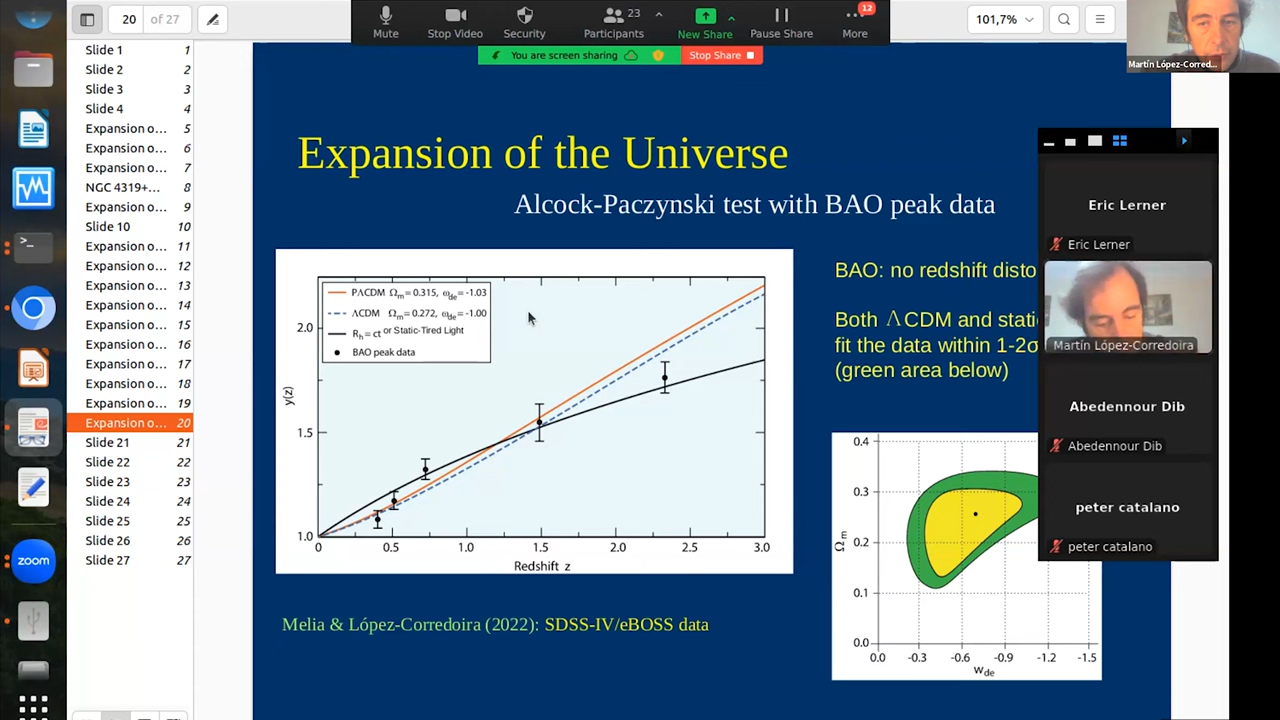 20 of 27
Mute
Stop Video
Security
23
Participants
New Share
Pause Share
12
More
101,7%
Martín López-Corred...
You are screen sharing
Stop Share
Slide 1 1
Slide 2 2
Slide 3 3
Slide 4 4
Expansion o... 5
Expansion o... 6
Expansion o... 7
NGC 4319+... 8
Expansion o... 9
Slide 10 10
Expansion o... 11
Expansion o... 12
Expansion o... 13
Expansion o... 14
Expansion o... 15
Expansion o... 16
Expansion o... 17
Expansion o... 18
Expansion o... 19
Expansion o... 20
Slide 21 21
Slide 22 22
Slide 23 23
Slide 24 24
Slide 25 25
Slide 26 26
Slide 27 27
zoom
Expansion of the Universe
Alcock-Paczynski test with BAO peak data
PΛCDM Ωm=0.315, ωde=-1.03
ΛCDM Ωm=0.272, ωde=-1.00
Rh=ct or Static-Tired Light
BAO peak data
y(z)
2.0
1.5
1.0
0 0.5 1.0 1.5 2.0 2.5 3.0
Redshift z
Melia & López-Corredoira (2022): SDSS-IV/eBOSS data
BAO: no redshift disto
Both ΛCDM and stati
fit the data within 1-2σ
(green area below)
0.4
0.3
0.2
0.1
0.0
Ωm
0.0 -0.3 -0.6 -0.9 -1.2 -1.5
wde
Eric Lerner
Eric Lerner
Martín López-Corredoira
Abedennour Dib
Abedennour Dib
peter catalano
peter catalano